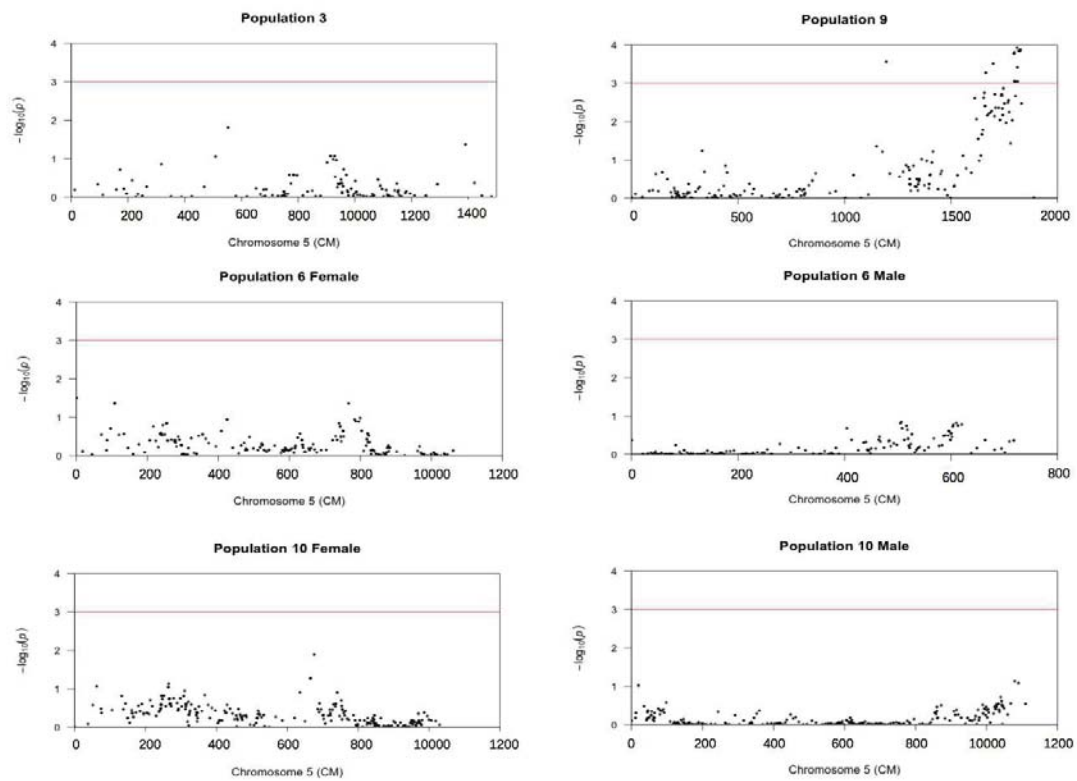 Population 3
4
3
2
1
0
−log10(p)
0 200 400 600 800 10000 1200 1400
Chromosome 5 (CM)
Population 9
4
3
2
1
0
−log10(p)
0 500 1000 1500 2000
Chromosome 5 (CM)
Population 6 Female
4
3
2
1
0
−log10(p)
0 200 400 600 800 10000 1200
Chromosome 5 (CM)
Population 6 Male
4
3
2
1
0
−log10(p)
0 200 400 600 800
Chromosome 5 (CM)
Population 10 Female
4
3
2
1
0
−log10(p)
0 200 400 600 800 10000 1200
Chromosome 5 (CM)
Population 10 Male
4
3
2
1
0
−log10(p)
0 200 400 600 800 10000 1200
Chromosome 5 (CM)